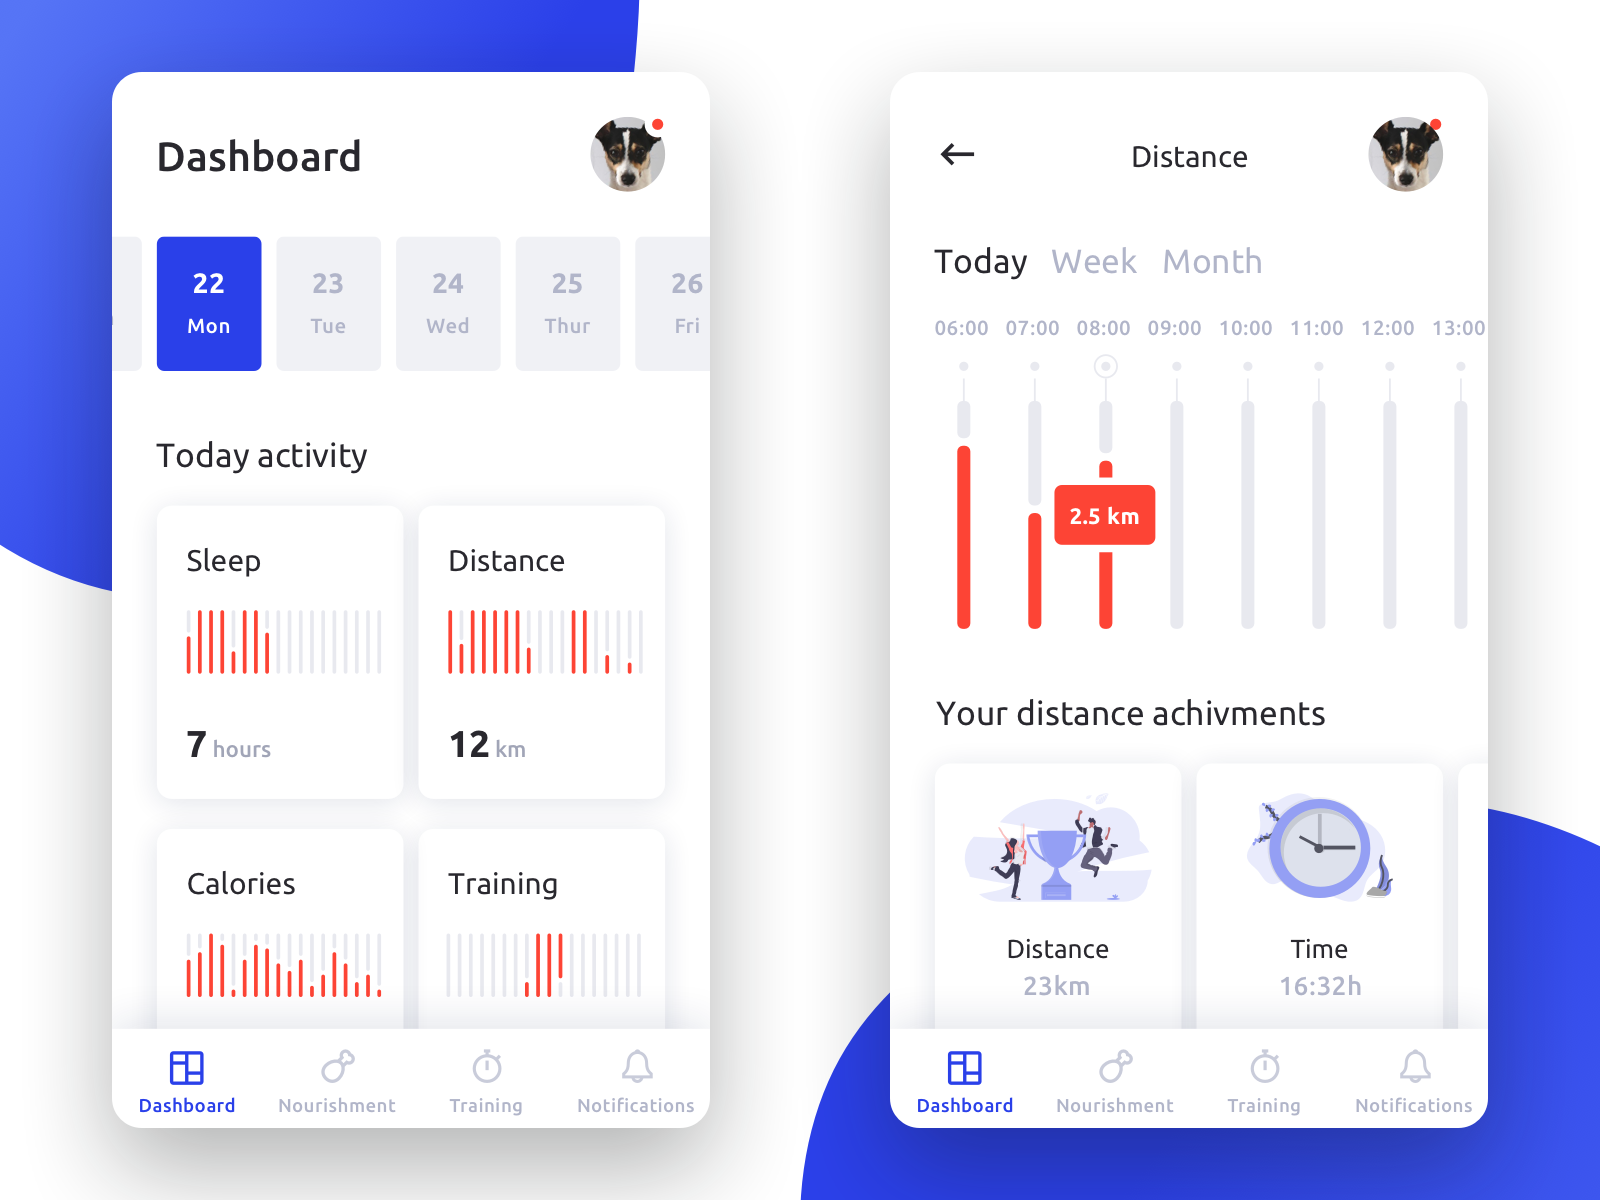 Dashboard
22 23 24 25 26
Mon Tue Wed Thur Fri
Today activity
Sleep Distance
7 hours 12 km
Calories Training
Dashboard Nourishment Training Notifications
Distance
Today Week Month
06:00 07:00 08:00 09:00 10:00 11:00 12:00 13:00
2.5 km
Your distance achivments
Distance Time
23km 16:32h
Dashboard Nourishment Training Notifications